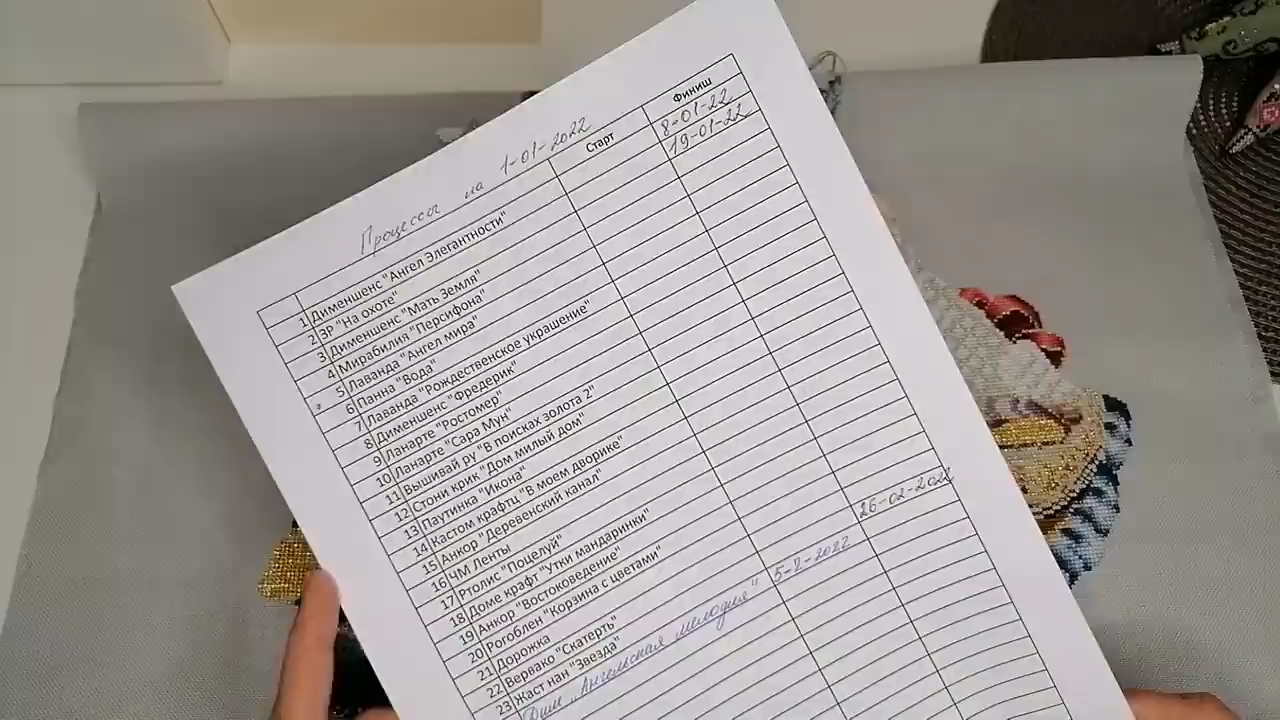 Процессы на 1-01-2022
Старт Финиш
1 Дименшенс "Ангел Элегантности" 8-01-22
2 ЗР "На охоте" 19-01-22
3 Дименшенс "Мать Земля"
4 Мирабилия "Персифона"
5 Лаванда "Ангел мира"
6 Панна "Вода"
7 Лаванда "Рождественское украшение"
8 Дименшенс "Фредерик"
9 Ланарте "Ростомер"
10 Ланарте "Сара Мун"
11 Вышивай ру "В поисках золота 2"
12 Стони крик "Дом милый дом"
13 Паутинка "Икона"
14 Кастом крафтц "В моем дворике"
15 Анкор "Деревенский канал"
16 ЧМ Ленты
17 Риолис "Поцелуй"
18 Доме крафт "Утки мандаринки"
19 Анкор "Востоковедение"
20 Рогоблен "Корзина с цветами"
21 Дорожка
22 Вервако "Скатерть"
23 Жаст нан "Звезда"
Дим "Ангельская мелодия" 5-2-2022 26-02-2022